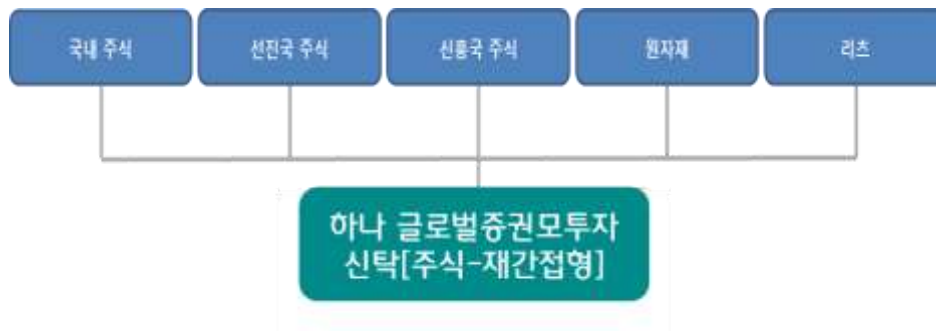 국내 주식
선진국 주식
신흥국 주식
원자재
리츠
하나 글로벌증권모투자
신탁[주식-재간접형]